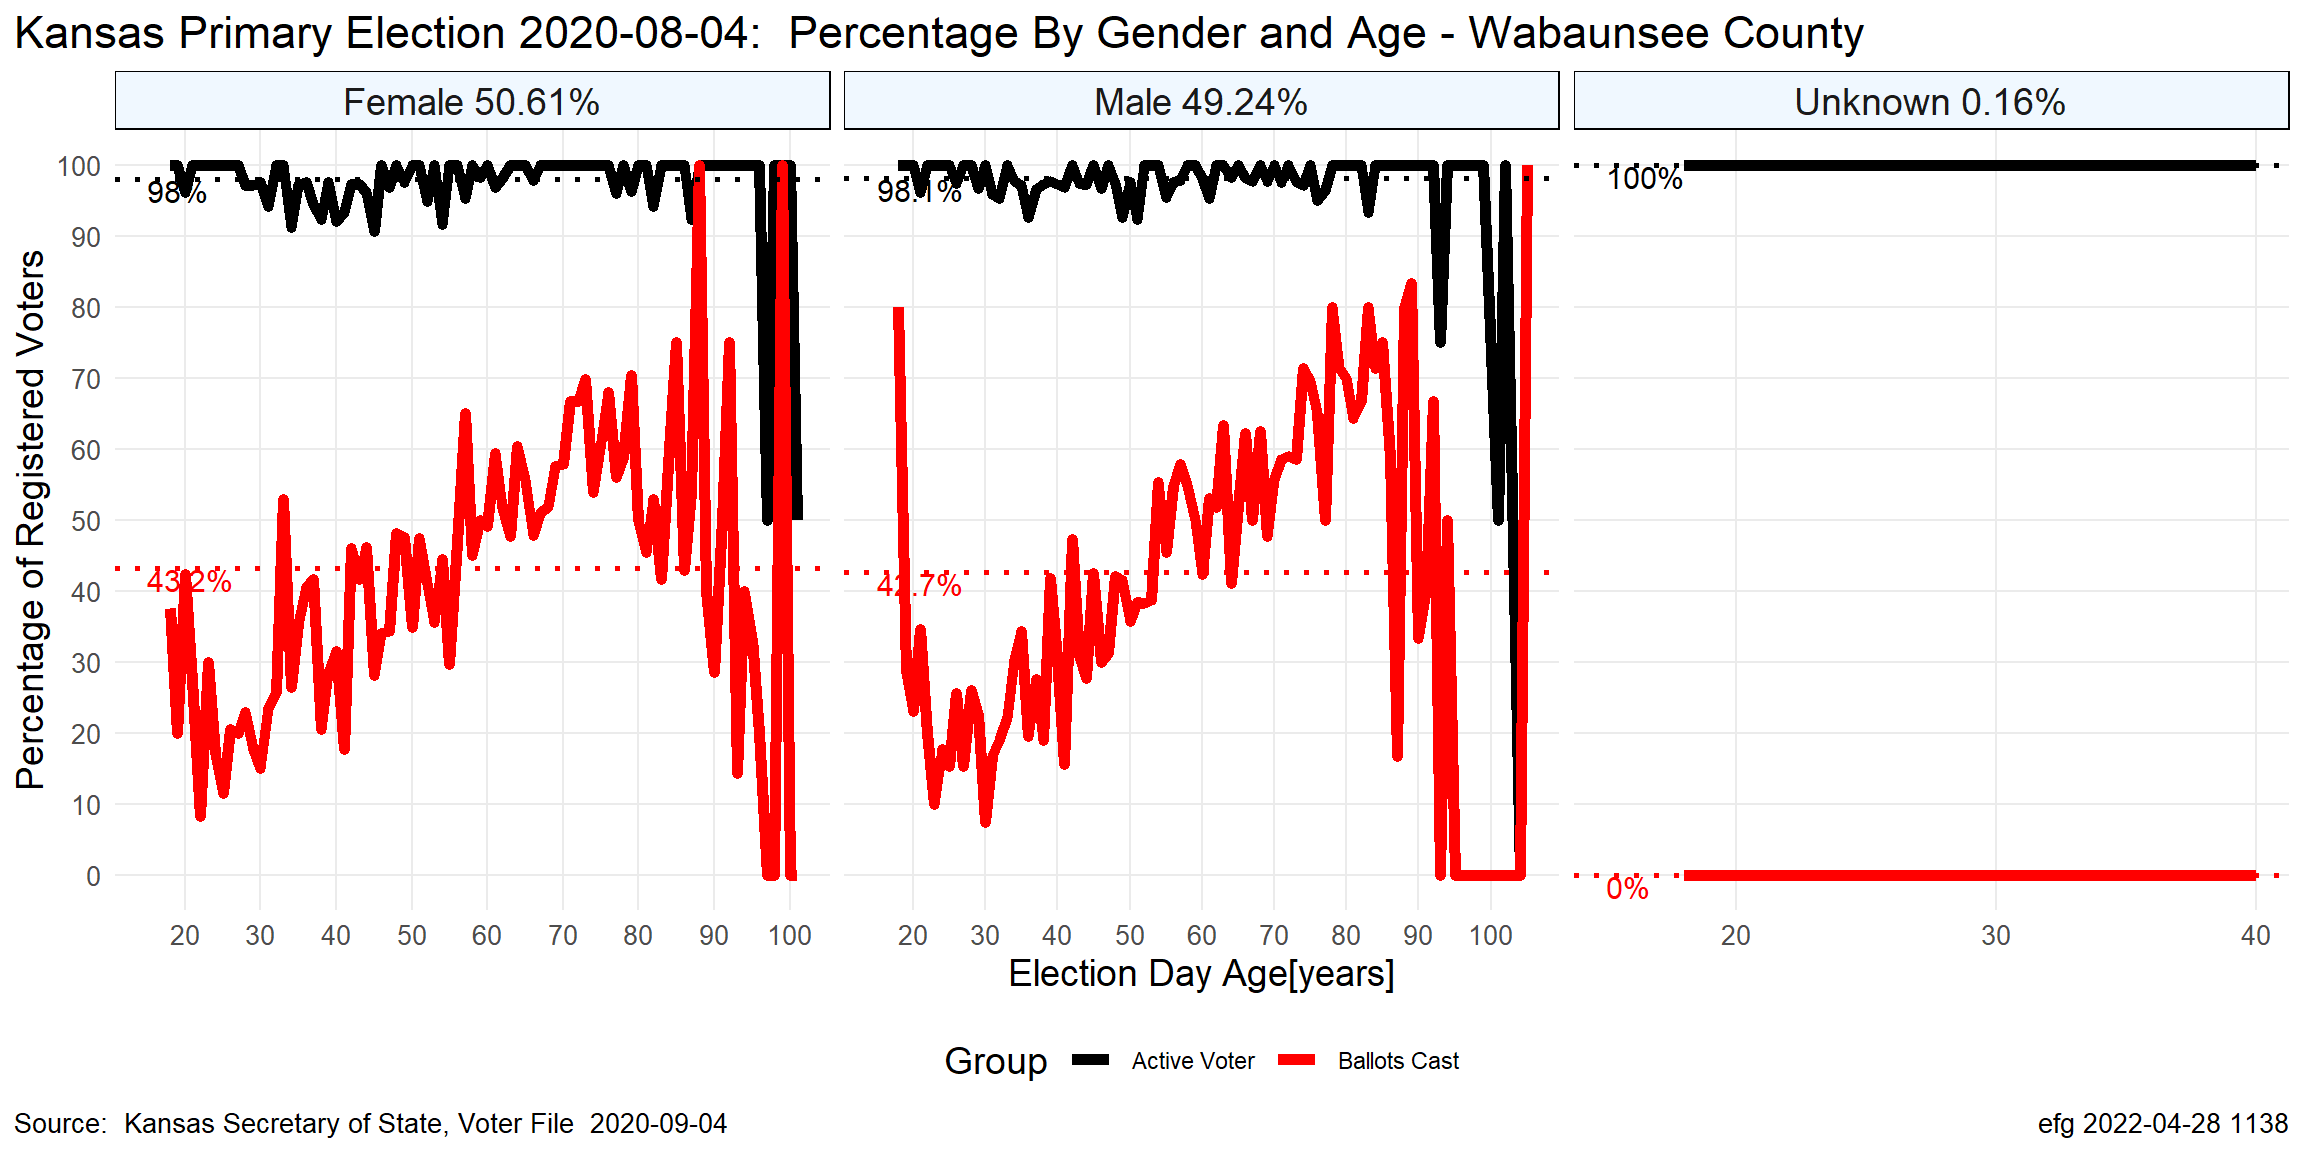 Kansas Primary Election 2020-08-04:  Percentage By Gender and Age - Wabaunsee County
Female 50.61%
Male 49.24%
Unknown 0.16%
Percentage of Registered Voters
100
90
80
70
60
50
40
30
20
10
0
98%
43.2%
98.1%
42.7%
100%
0%
20 30 40 50 60 70 80 90 100
20 30 40 50 60 70 80 90 100
20 30 40
Election Day Age[years]
Group Active Voter Ballots Cast
Source:  Kansas Secretary of State, Voter File  2020-09-04
efg 2022-04-28 1138